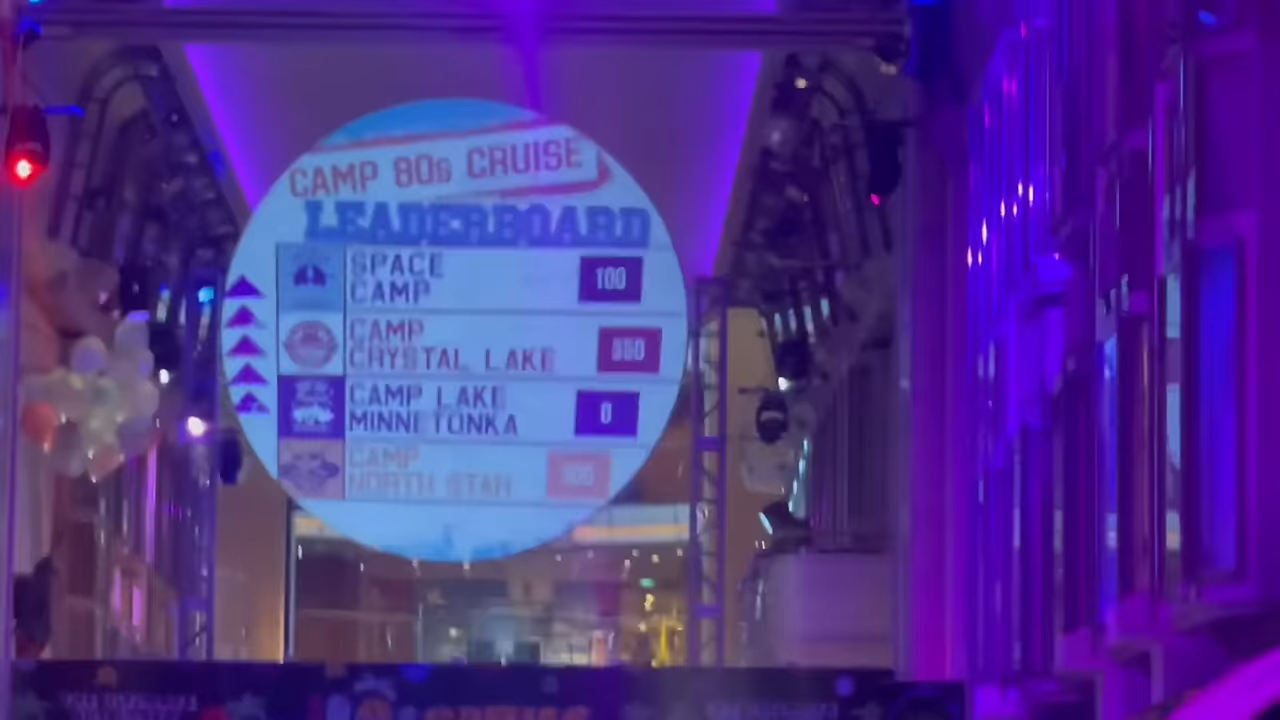 CAMP 80s CRUISE
LEADERBOARD
SPACE
CAMP
100
CAMP
CRYSTAL LAKE
CAMP LAKE
MINNETONKA
0
CAMP
NORTH STAR